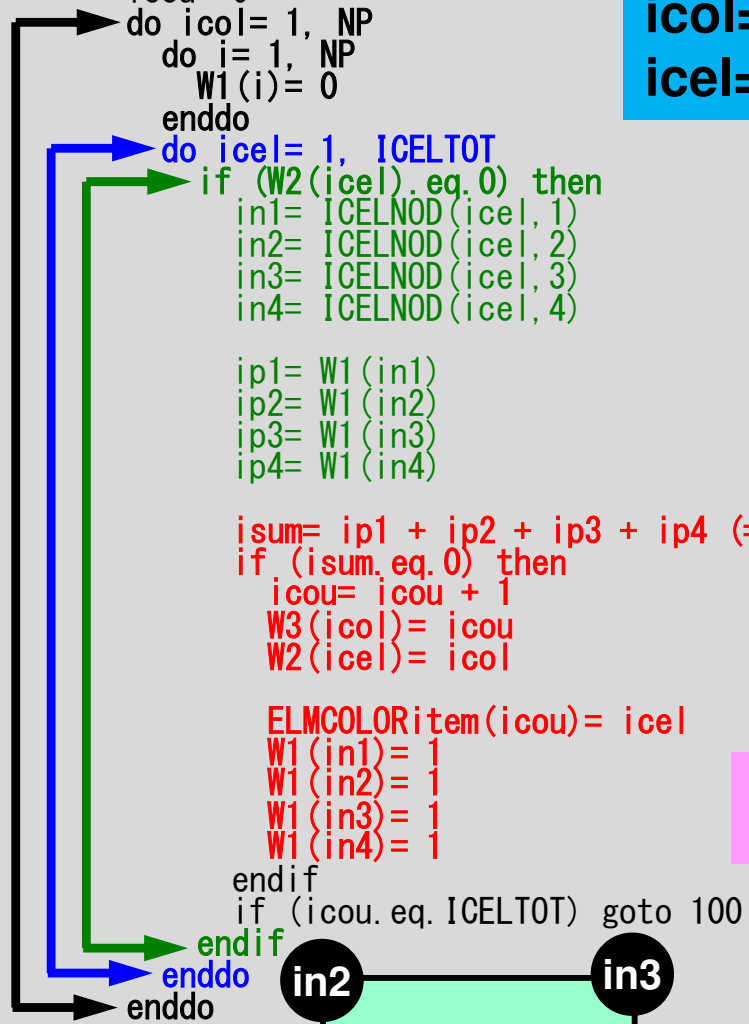 do icol= 1, NP
do i= 1, NP
W1(i)= 0
enddo
do icel= 1, ICELTOT
if (W2(icel).eq.0) then
in1= ICELNOD(icel,1)
in2= ICELNOD(icel,2)
in3= ICELNOD(icel,3)
in4= ICELNOD(icel,4)
ip1= W1(in1)
ip2= W1(in2)
ip3= W1(in3)
ip4= W1(in4)
isum= ip1 + ip2 + ip3 + ip4 (=
if (isum.eq.0) then
icou= icou + 1
W3(icol)= icou
W2(icel)= icol
ELMCOLORitem(icou)= icel
W1(in1)= 1
W1(in2)= 1
W1(in3)= 1
W1(in4)= 1
endif
if (icou.eq.ICELTOT) goto 100
endif
enddo
enddo
icol=
icel=
in2
in3